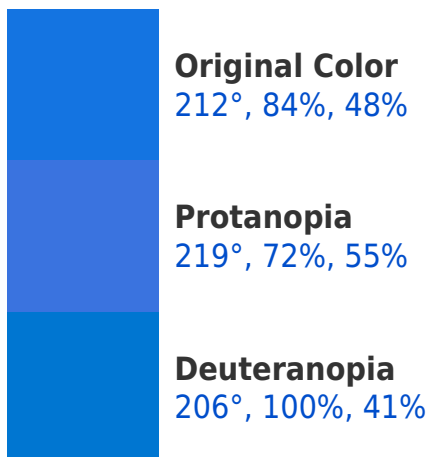 Original Color
212°, 84%, 48%
Protanopia
219°, 72%, 55%
Deuteranopia
206°, 100%, 41%